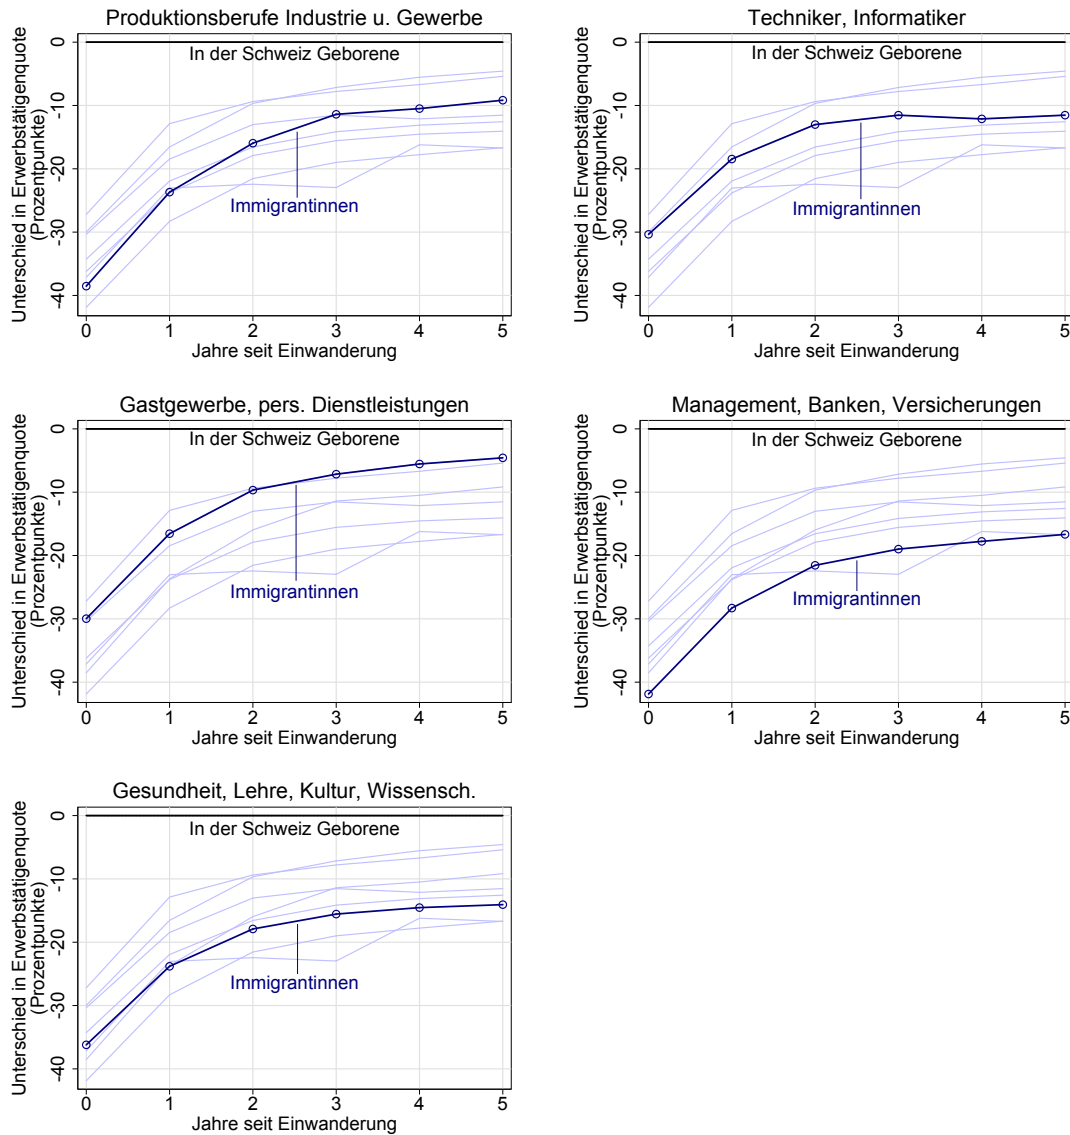 Produktionsberufe Industrie u. Gewerbe
Unterschied in Erwerbstätigenquote
(Prozentpunkte)
0
-10
-20
-30
-40
In der Schweiz Geborene
Immigrantinnen
0 1 2 3 4 5
Jahre seit Einwanderung
Techniker, Informatiker
Unterschied in Erwerbstätigenquote
(Prozentpunkte)
0
-10
-20
-30
-40
In der Schweiz Geborene
Immigrantinnen
0 1 2 3 4 5
Jahre seit Einwanderung
Gastgewerbe, pers. Dienstleistungen
Unterschied in Erwerbstätigenquote
(Prozentpunkte)
0
-10
-20
-30
-40
In der Schweiz Geborene
Immigrantinnen
0 1 2 3 4 5
Jahre seit Einwanderung
Management, Banken, Versicherungen
Unterschied in Erwerbstätigenquote
(Prozentpunkte)
0
-10
-20
-30
-40
In der Schweiz Geborene
Immigrantinnen
0 1 2 3 4 5
Jahre seit Einwanderung
Gesundheit, Lehre, Kultur, Wissensch.
Unterschied in Erwerbstätigenquote
(Prozentpunkte)
0
-10
-20
-30
-40
In der Schweiz Geborene
Immigrantinnen
0 1 2 3 4 5
Jahre seit Einwanderung